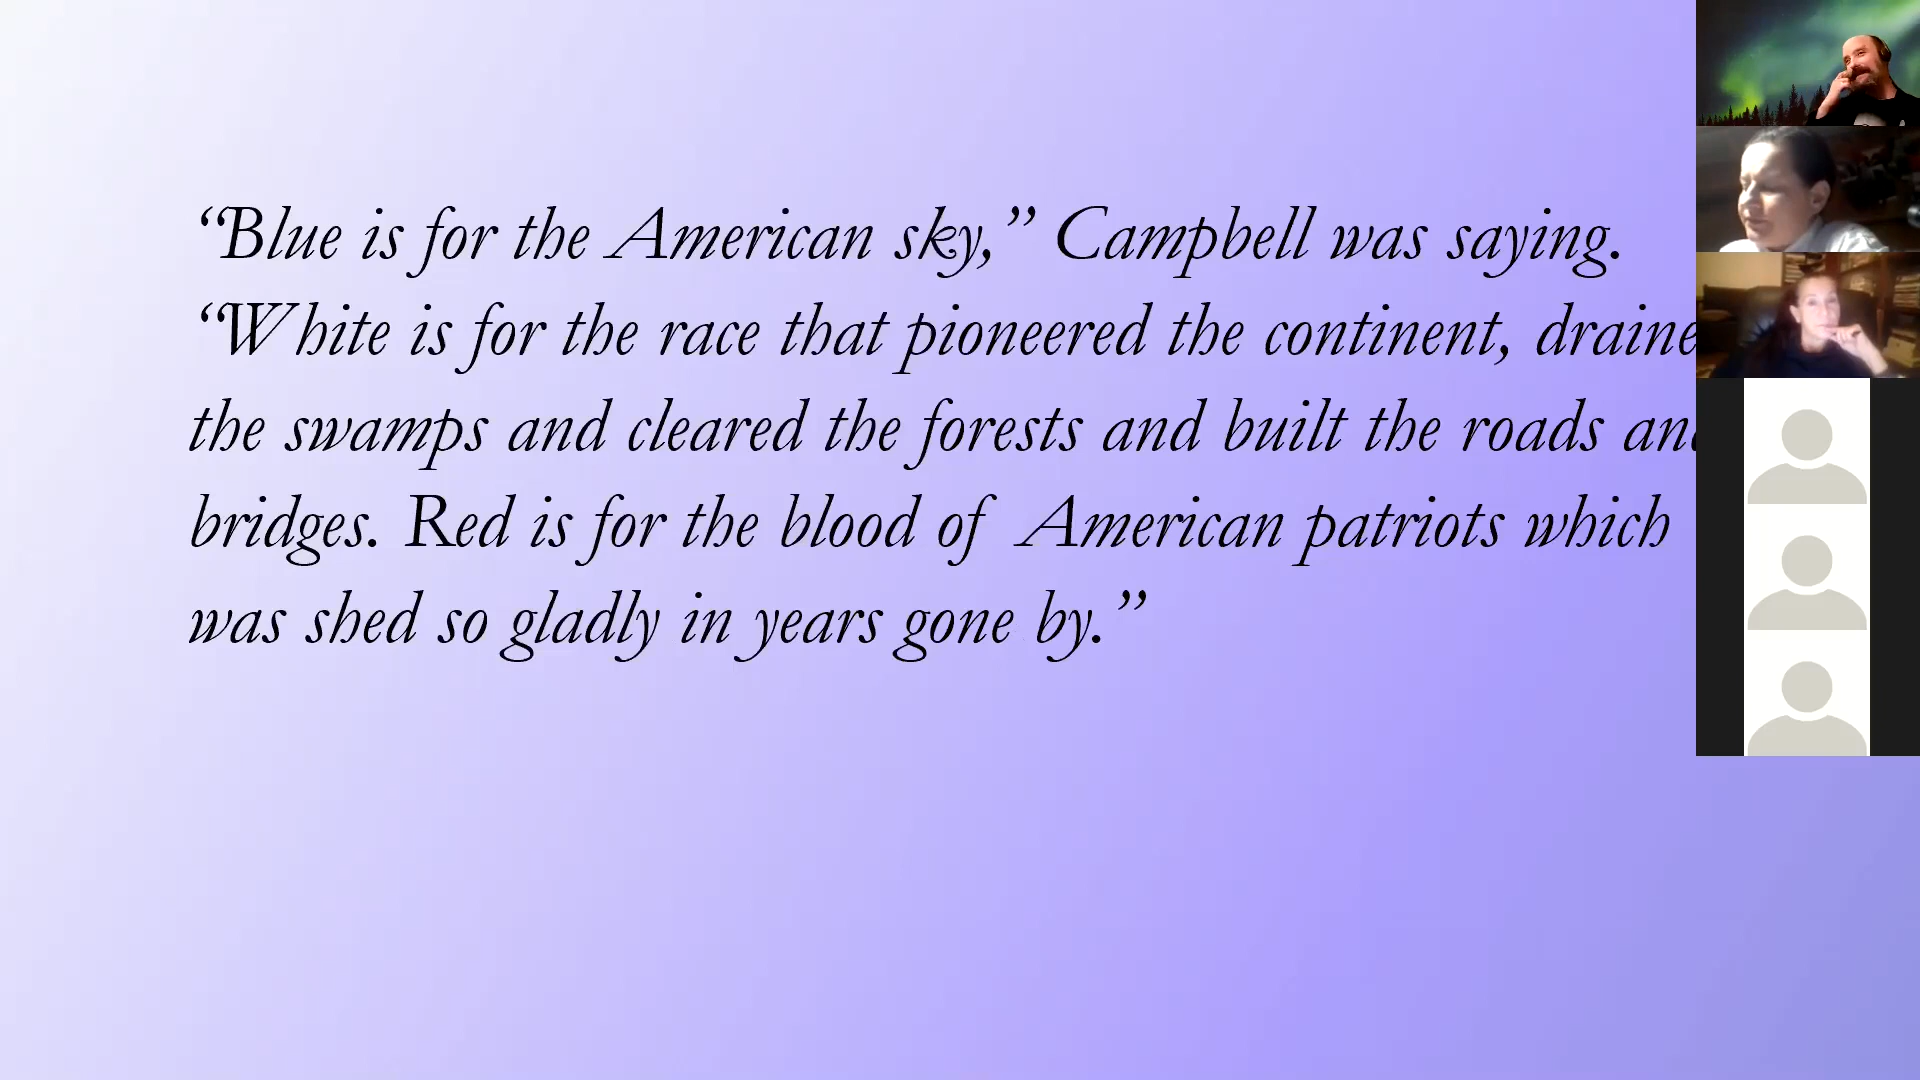 “Blue is for the American sky,” Campbell was saying.
“White is for the race that pioneered the continent, draine
the swamps and cleared the forests and built the roads an
bridges. Red is for the blood of American patriots which
was shed so gladly in years gone by.”